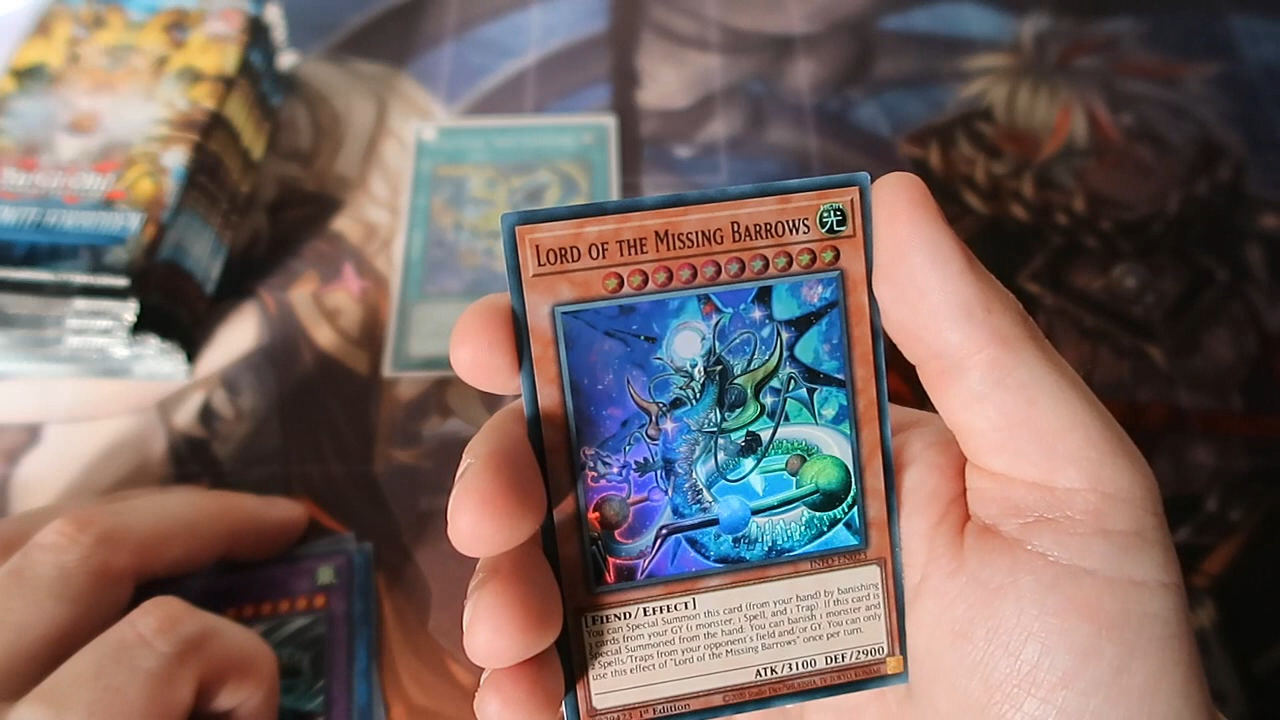 LORD OF THE MISSING BARROWS
LIGHT
光
INFO-EN023
[FIEND/EFFECT]
You can Special Summon this card (from your hand) by banishing
3 cards from your GY (1 monster, 1 Spell, and 1 Trap). If this card is
Special Summoned from the hand: You can banish 1 monster and
2 Spells/Traps from your opponent's field and/or GY. You can only
use this effect of "Lord of the Missing Barrows" once per turn.
ATK/3100 DEF/2900
1st Edition
©2020 Studio Dice/SHUEISHA, TV TOKYO, KONAMI